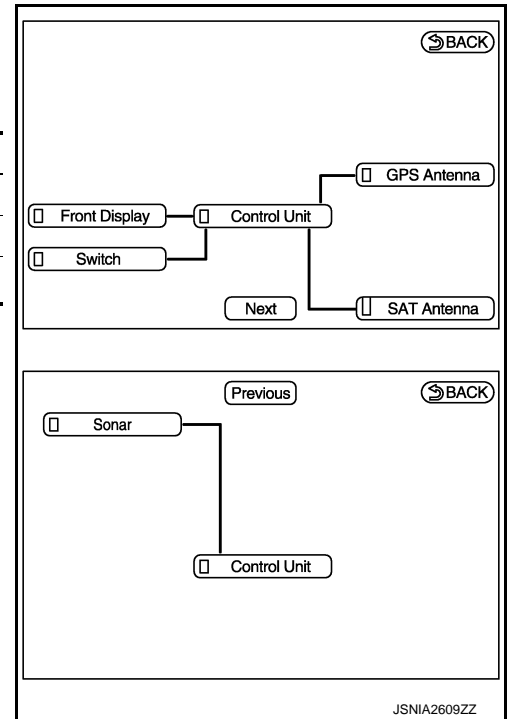 BACK
GPS Antenna
Front Display
Control Unit
Switch
Next
SAT Antenna
Previous
BACK
Sonar
Control Unit
JSNIA2609ZZ